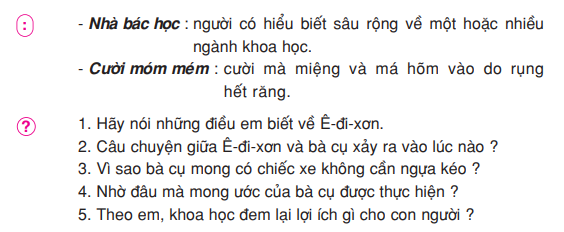 : - Nhà bác học : người có hiểu biết sâu rộng về một hoặc nhiều
ngành khoa học.
- Cười móm mém : cười mà miệng và má hõm vào do rụng
hết răng.
? 1. Hãy nói những điều em biết về Ê-đi-xơn.
2. Câu chuyện giữa Ê-đi-xơn và bà cụ xảy ra vào lúc nào ?
3. Vì sao bà cụ mong có chiếc xe không cần ngựa kéo ?
4. Nhờ đâu mà mong ước của bà cụ được thực hiện ?
5. Theo em, khoa học đem lại lợi ích gì cho con người ?